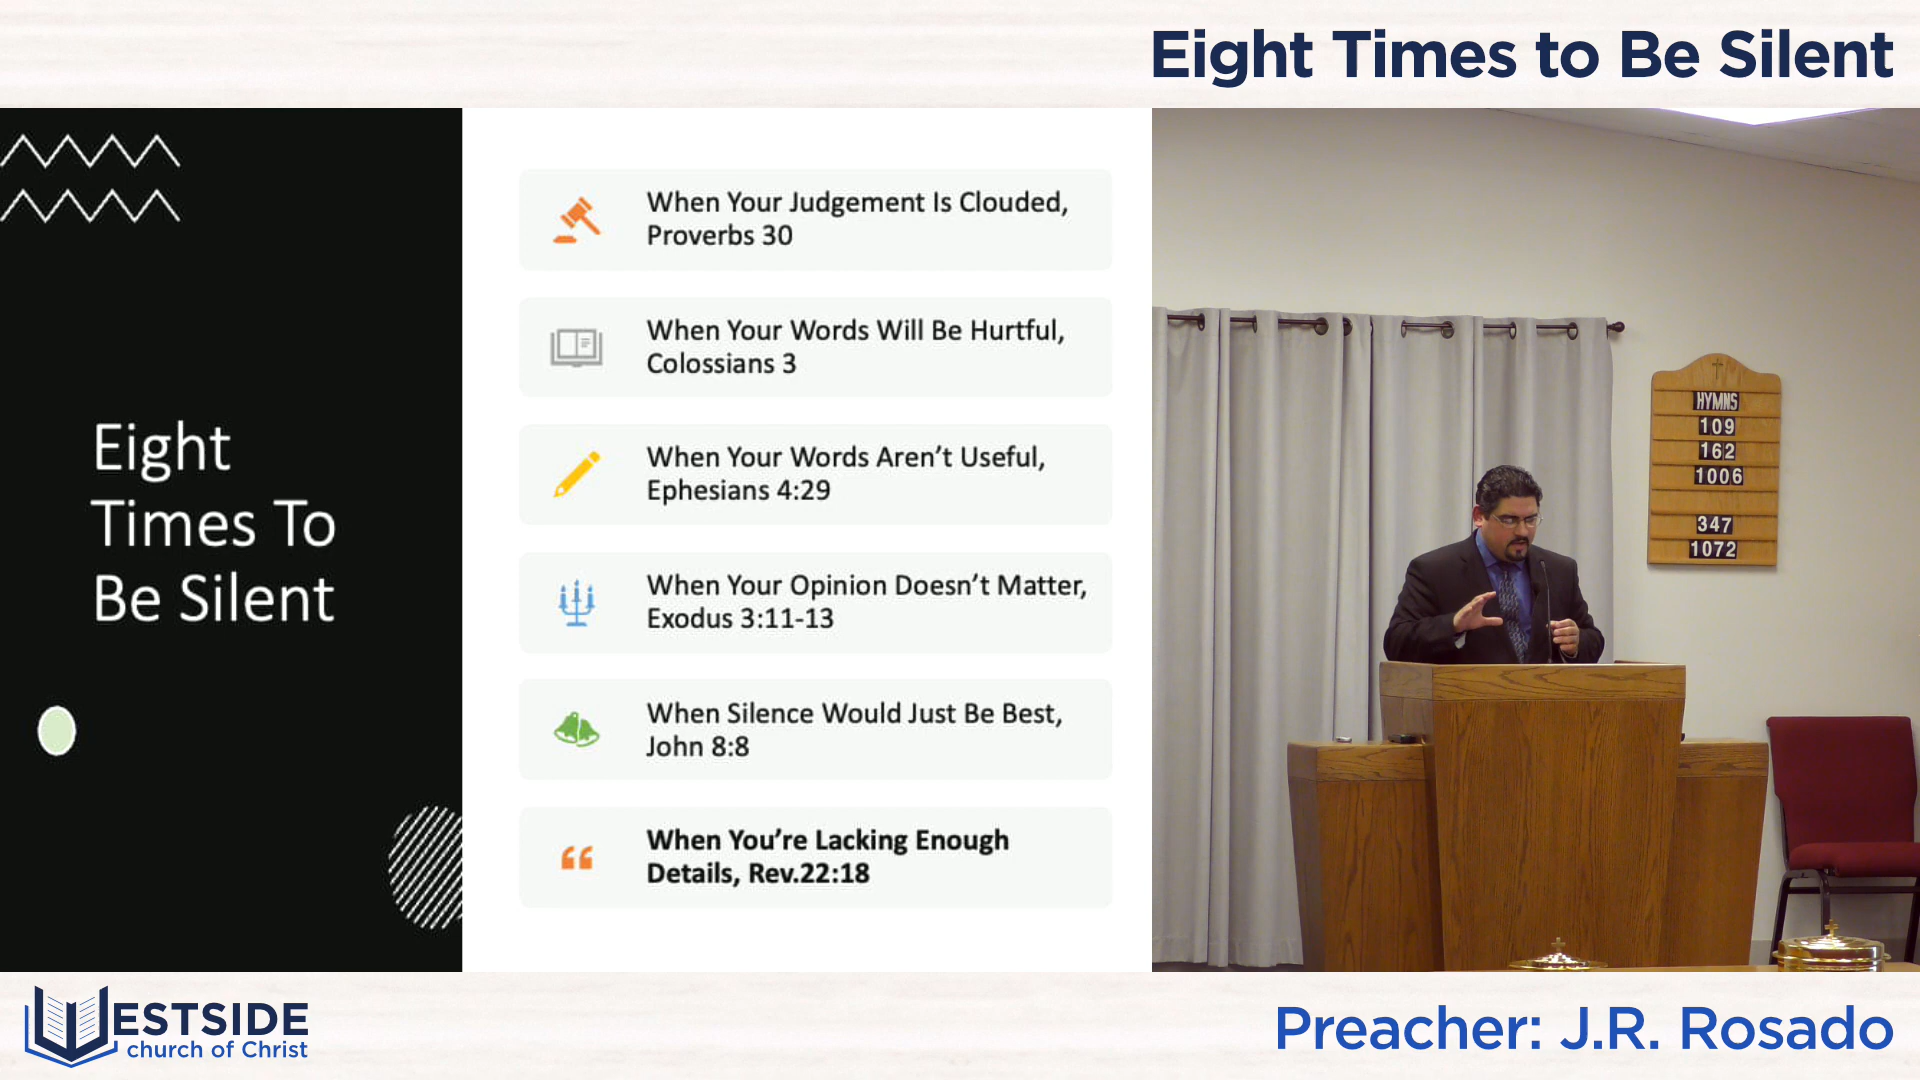 Eight Times to Be Silent
Eight
Times To
Be Silent
When Your Judgement Is Clouded,
Proverbs 30
When Your Words Will Be Hurtful,
Colossians 3
When Your Words Aren’t Useful,
Ephesians 4:29
When Your Opinion Doesn’t Matter,
Exodus 3:11-13
When Silence Would Just Be Best,
John 8:8
When You’re Lacking Enough
Details, Rev.22:18
HYMNS
109
162
1006
347
1072
WESTSIDE
church of Christ
Preacher: J.R. Rosado